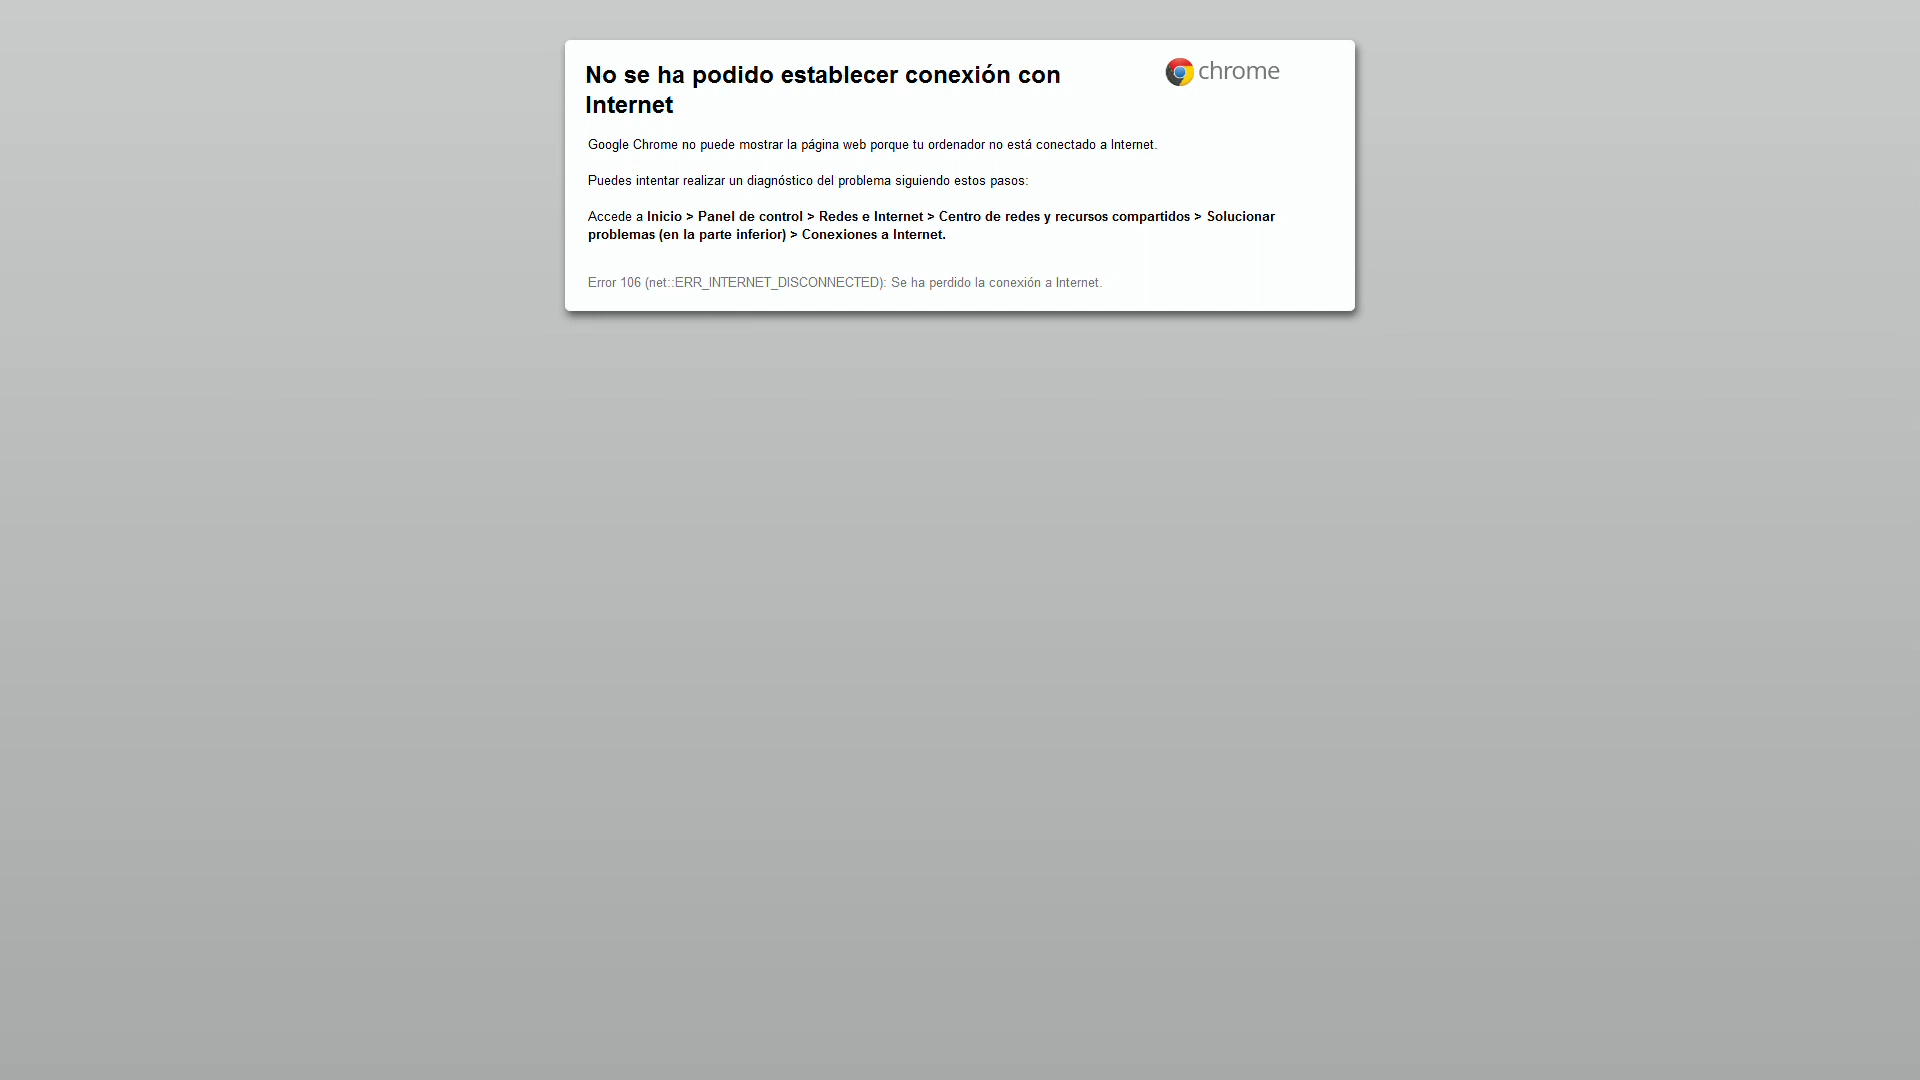 No se ha podido establecer conexión con
Internet
chrome
Google Chrome no puede mostrar la página web porque tu ordenador no está conectado a Internet.
Puedes intentar realizar un diagnóstico del problema siguiendo estos pasos:
Accede a Inicio > Panel de control > Redes e Internet > Centro de redes y recursos compartidos > Solucionar
problemas (en la parte inferior) > Conexiones a Internet.
Error 106 (net::ERR_INTERNET_DISCONNECTED): Se ha perdido la conexión a Internet.